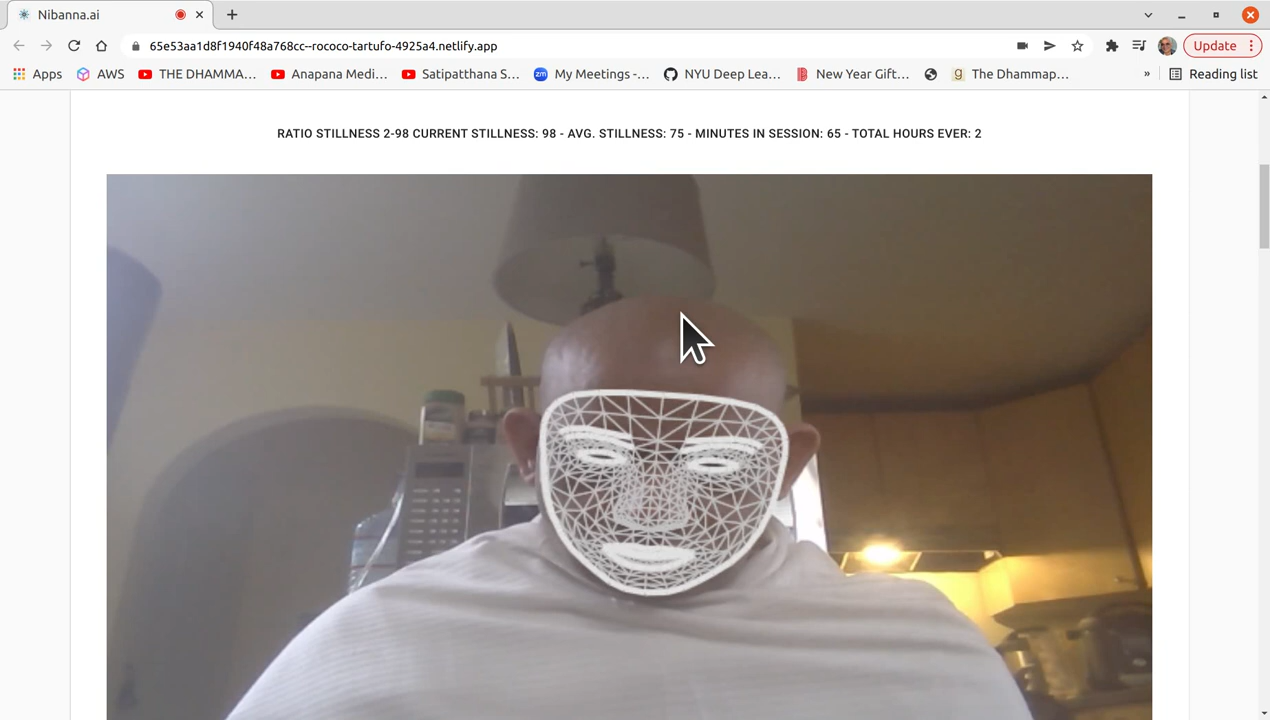 Nibanna.ai
65e53aa1d8f1940f48a768cc--rococo-tartufo-4925a4.netlify.app
Update
Apps AWS THE DHAMMA... Anapana Medi... Satipatthana S... zm My Meetings -... NYU Deep Lea... New Year Gift... g The Dhammap... » Reading list
RATIO STILLNESS 2-98 CURRENT STILLNESS: 98 - AVG. STILLNESS: 75 - MINUTES IN SESSION: 65 - TOTAL HOURS EVER: 2